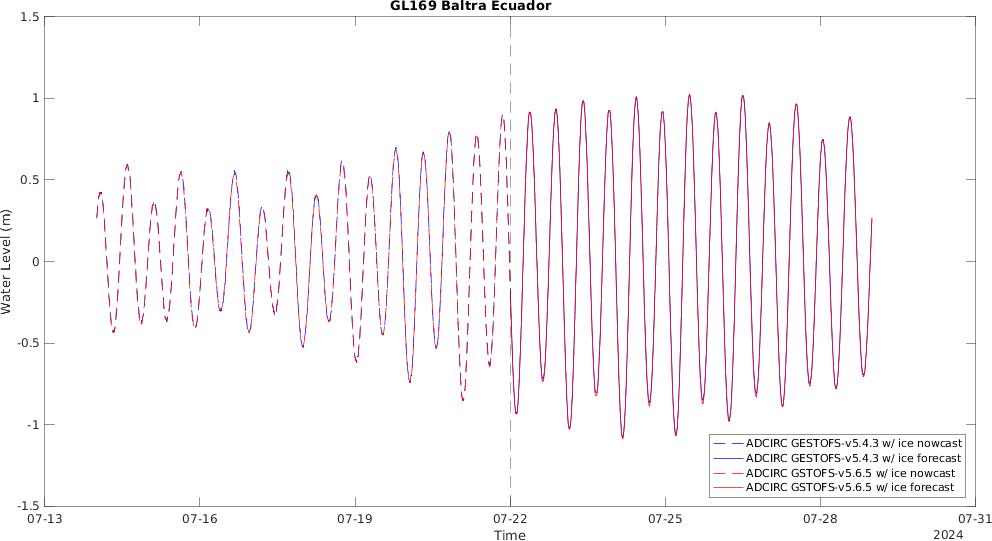 GL169 Baltra Ecuador
1.5
1
0.5
0
-0.5
-1
-1.5
Water Level (m)
07-13
07-16
07-19
07-22
07-25
07-28
07-31
Time
2024
ADCIRC GESTOFS-v5.4.3 w/ ice nowcast
ADCIRC GESTOFS-v5.4.3 w/ ice forecast
ADCIRC GSTOFS-v5.6.5 w/ ice nowcast
ADCIRC GSTOFS-v5.6.5 w/ ice forecast